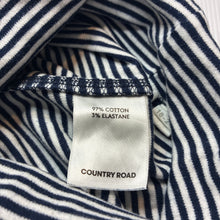 97% COTTON
3% ELASTANE
COUNTRY ROAD